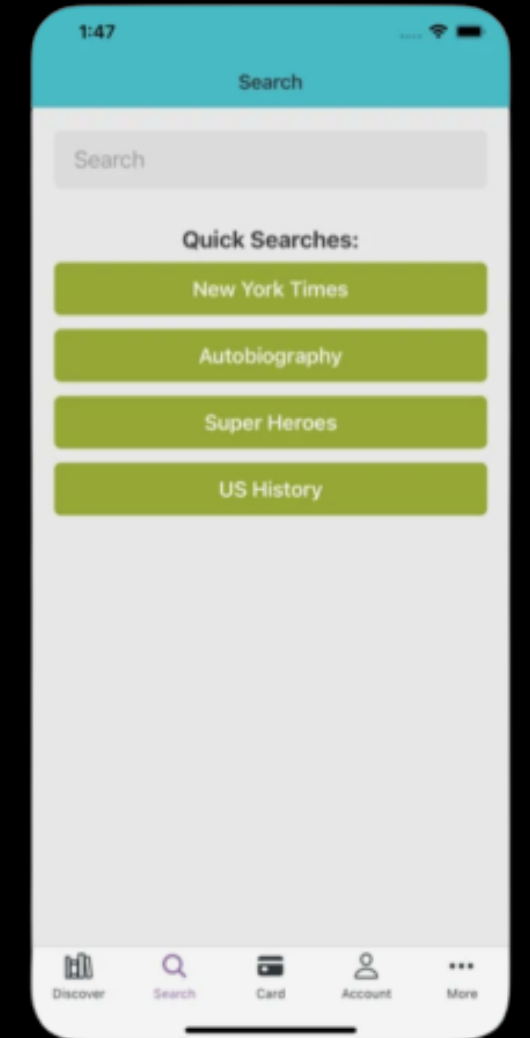 1:47
Search
Search
Quick Searches:
New York Times
Autobiography
Super Heroes
US History
Discover Search Card Account More